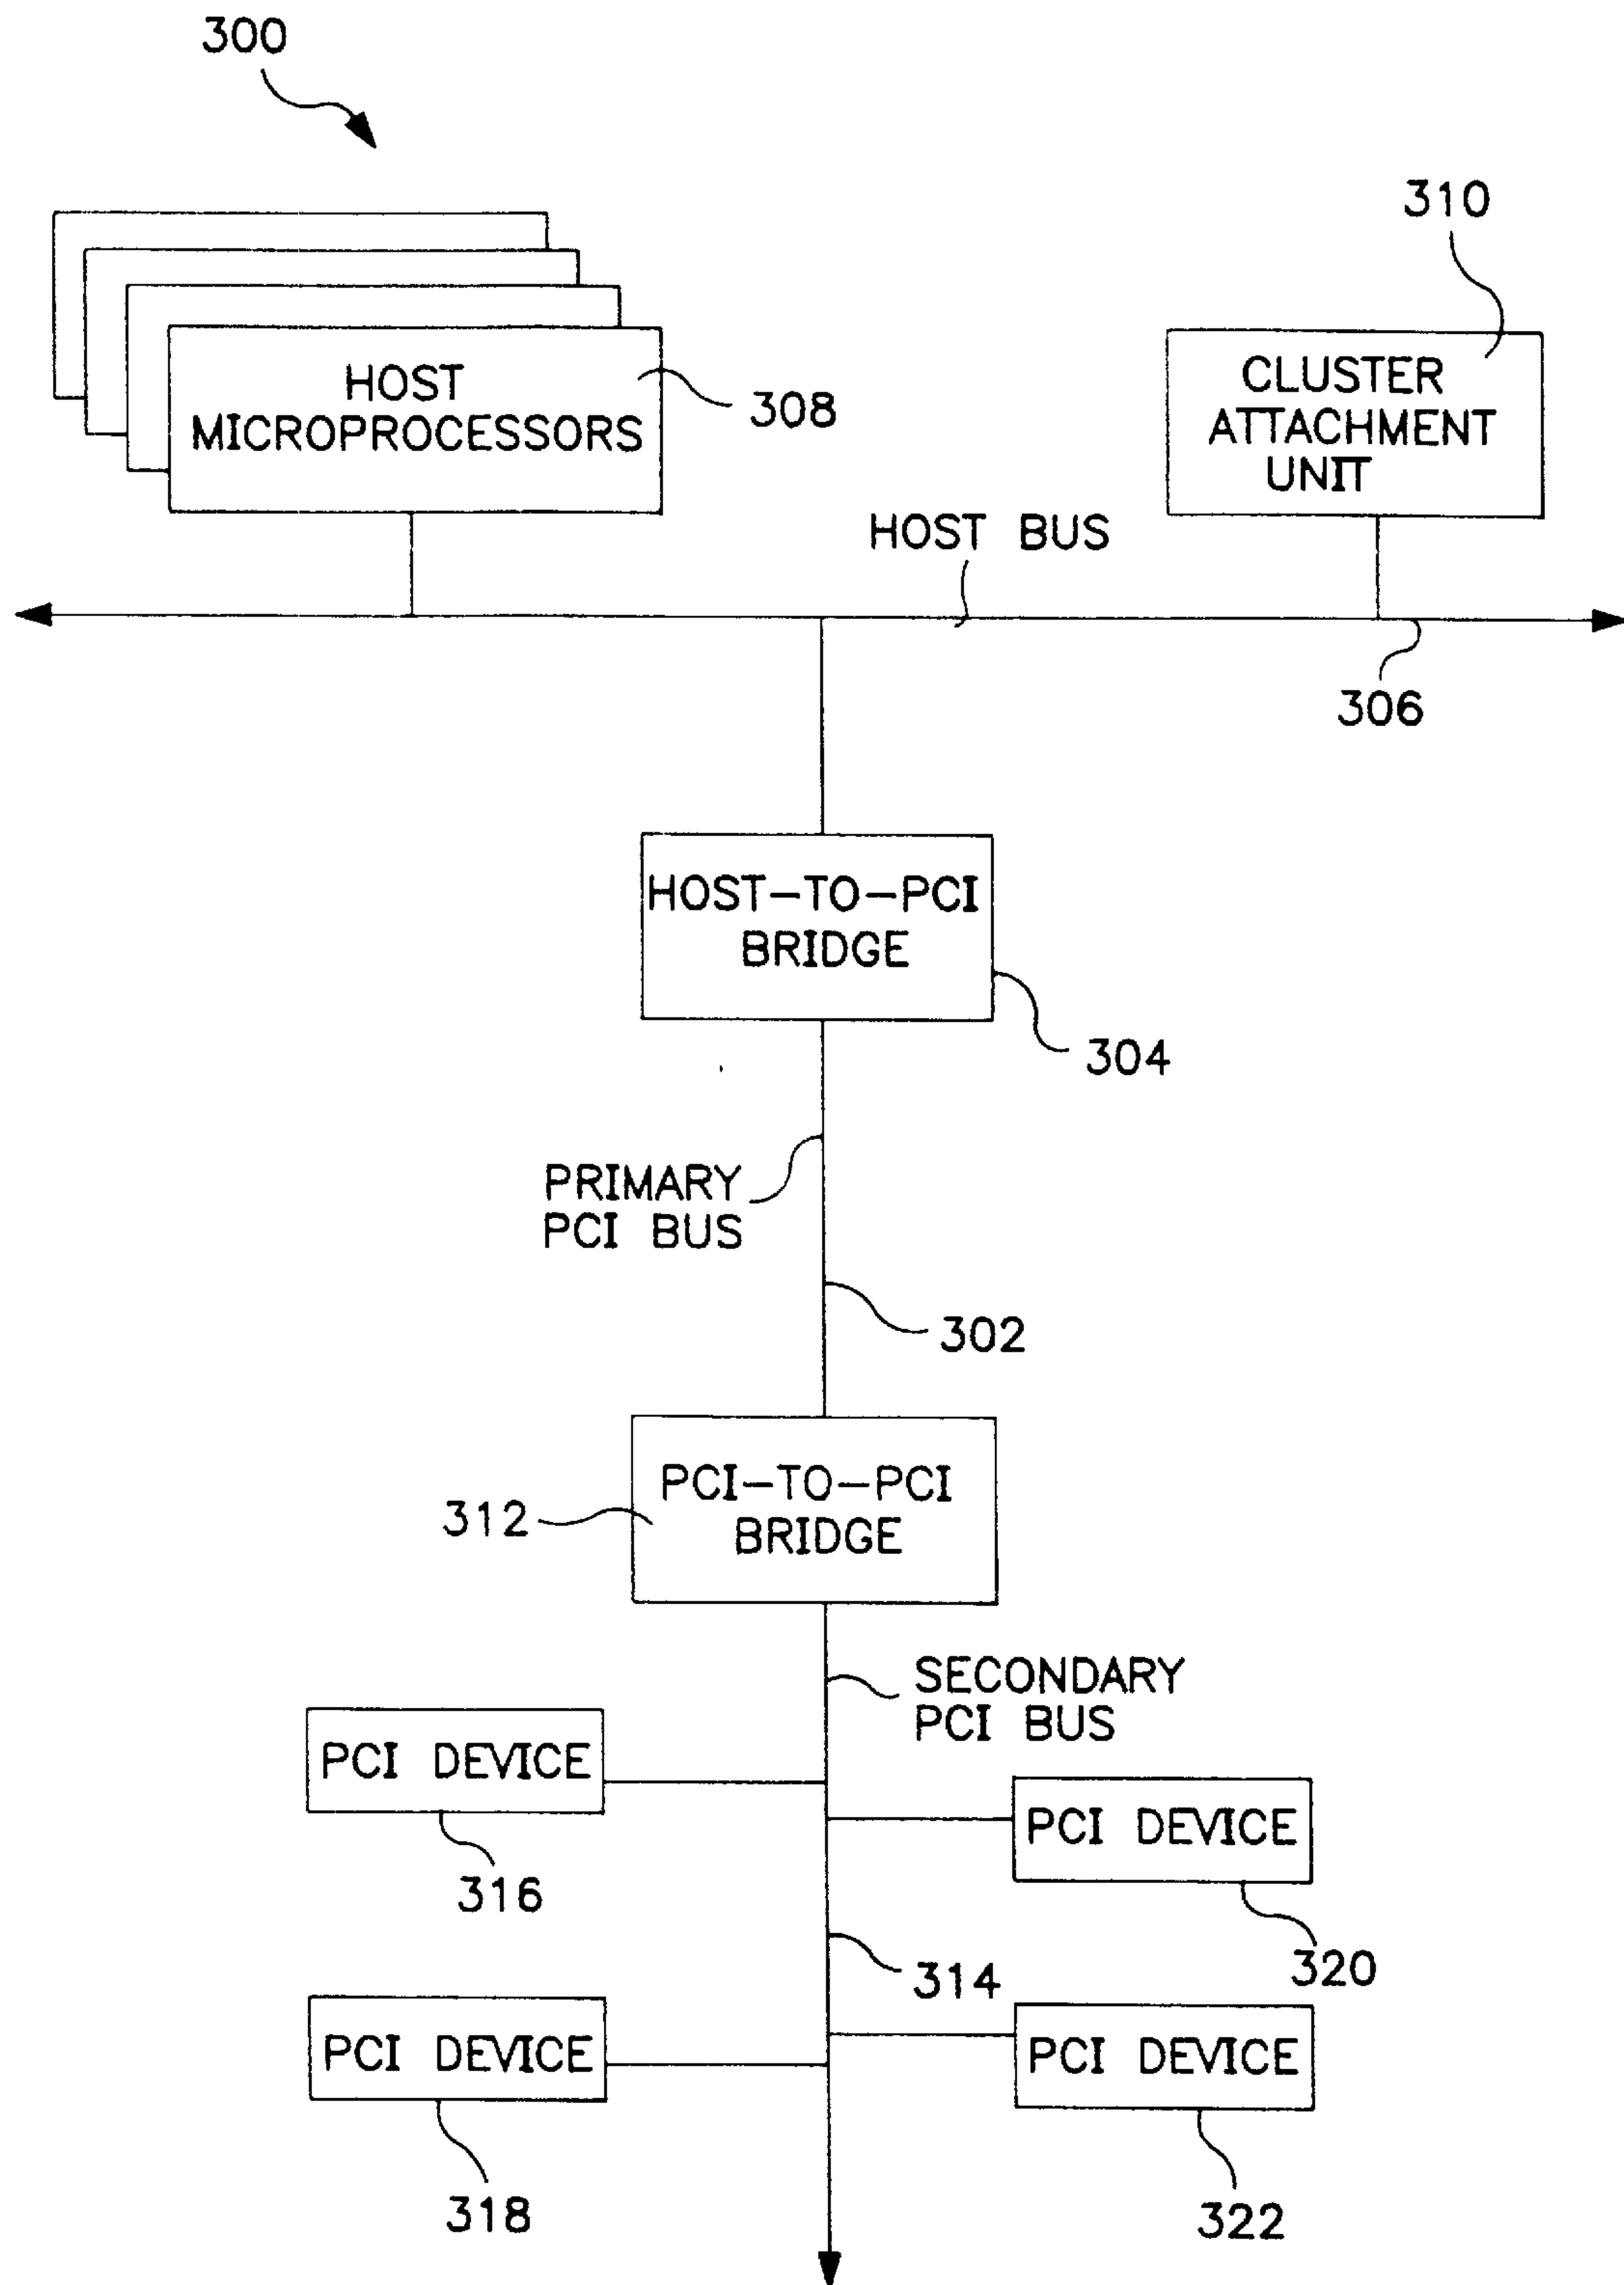 300
310
HOST
MICROPROCESSORS
308
CLUSTER
ATTACHMENT
UNIT
HOST BUS
306
HOST-TO-PCI
BRIDGE
304
PRIMARY
PCI BUS
302
PCI-TO-PCI
BRIDGE
312
SECONDARY
PCI BUS
PCI DEVICE
316
PCI DEVICE
320
314
PCI DEVICE
318
PCI DEVICE
322